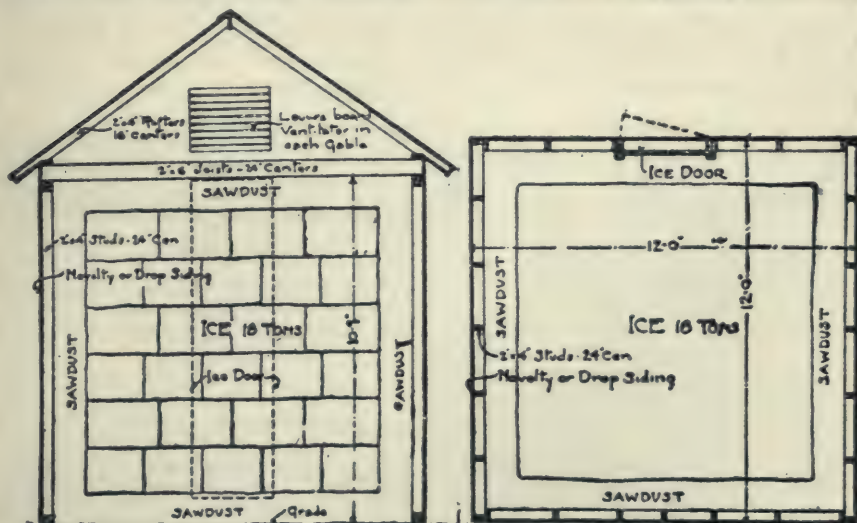 2"x4" Rafters
16" Centers
Louvre board
Ventilator in
each Gable
2"x6" Joists - 24" Centers
SAWDUST
2"x4" Studs - 24" Cen
Novelty or Drop Siding
ICE 18 Tons
10'-9"
Ice Door
SAWDUST
SAWDUST
SAWDUST
Grade
ICE DOOR
12'-0"
12'-0"
SAWDUST
ICE 18 Tons
2"x4" Studs - 24" Cen
Novelty or Drop Siding
SAWDUST
SAWDUST